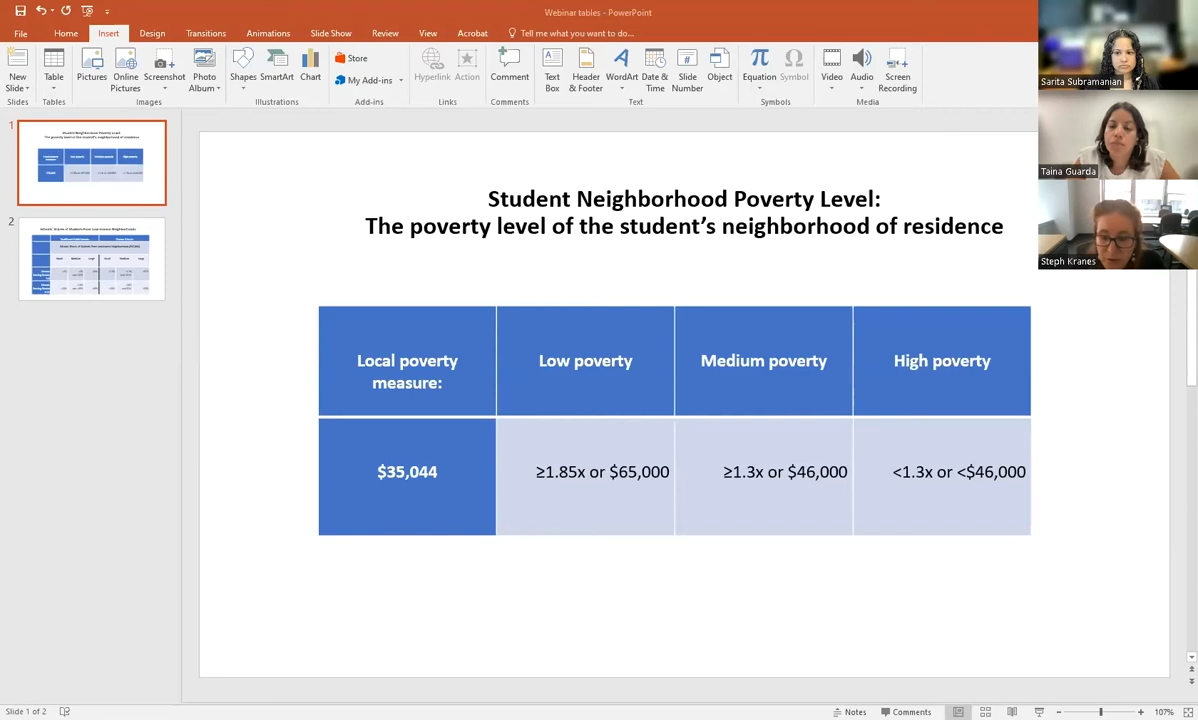 Webinar tables - PowerPoint
File Home Insert Design Transitions Animations Slide Show Review View Acrobat Tell me what you want to do...
New Slide
Table
Pictures
Online Pictures
Screenshot
Photo Album
Shapes
SmartArt
Chart
Store
My Add-ins
Hyperlink
Action
Comment
Text Box
Header & Footer
WordArt
Date & Time
Slide Number
Object
Equation
Symbol
Video
Audio
Screen Recording
Slides Tables Images Illustrations Add-ins Links Comments Text Symbols Media
Sarita Subramanian
Taina Guarda
Steph Kranes
1
2
Student Neighborhood Poverty Level:
The poverty level of the student’s neighborhood of residence
Local poverty measure:
Low poverty
Medium poverty
High poverty
$35,044
≥1.85x or $65,000
≥1.3x or $46,000
<1.3x or <$46,000
Slide 1 of 2
Notes
Comments
107%